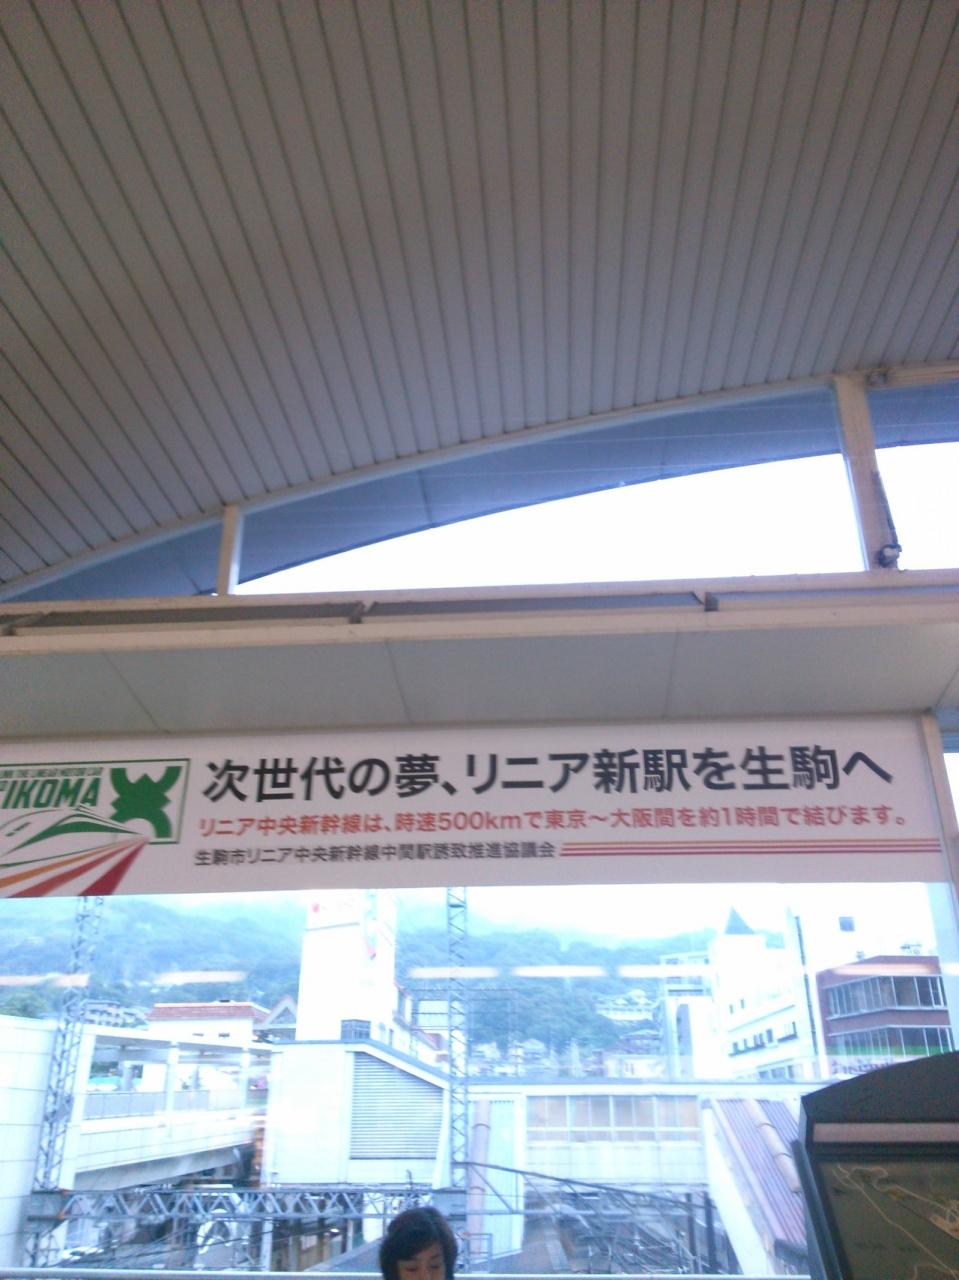 IKOMA
次世代の夢、リニア新駅を生駒へ
リニア中央新幹線は、時速500kmで東京〜大阪間を約1時間で結びます。
生駒市リニア中央新幹線中間駅誘致推進協議会